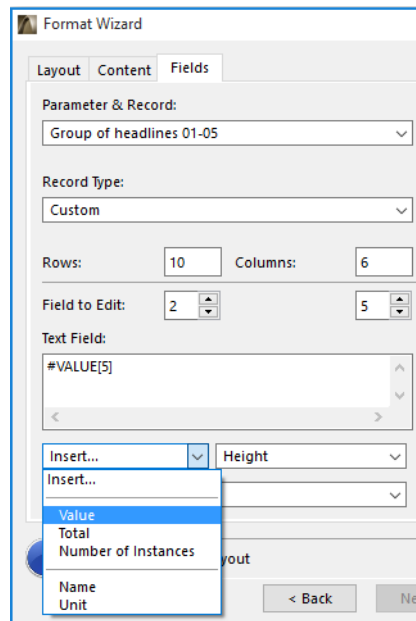 Format Wizard
Layout Content Fields
Parameter & Record:
Group of headlines 01-05
Record Type:
Custom
Rows: 10 Columns: 6
Field to Edit: 2 5
Text Field:
#VALUE[5]
Insert... Height
Insert...
Value
Total
Number of Instances
Name
Unit
< Back